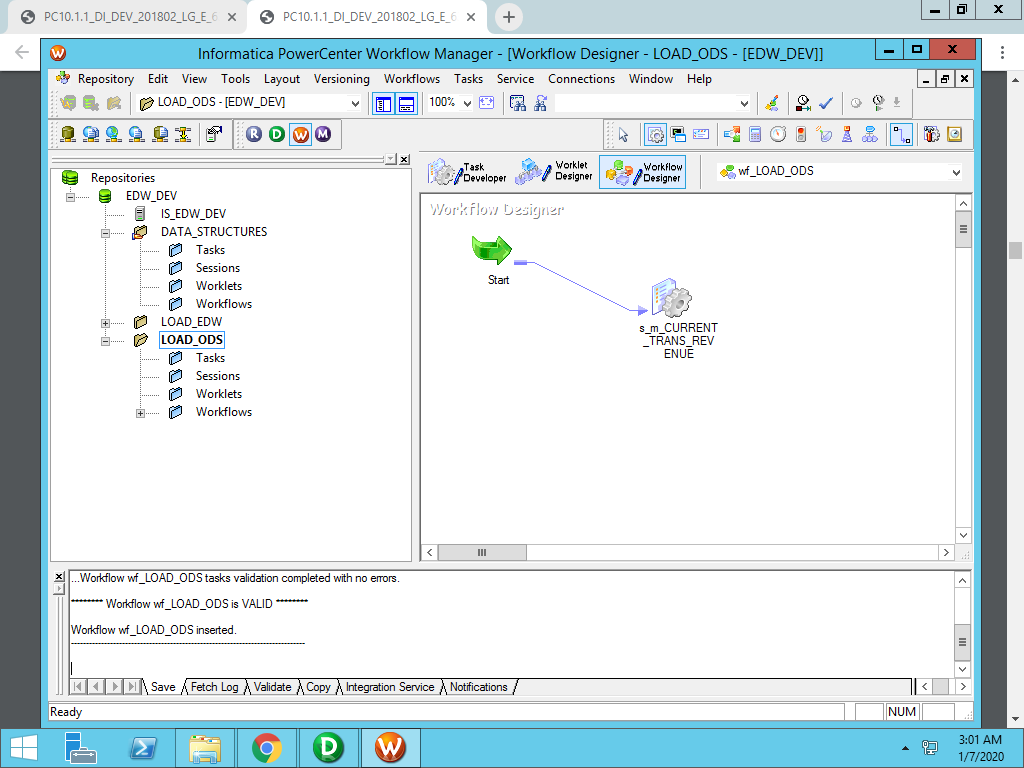 PC10.1.1_DI_DEV_201802_LG_E_6
PC10.1.1_DI_DEV_201802_LG_E_6
Informatica PowerCenter Workflow Manager - [Workflow Designer - LOAD_ODS - [EDW_DEV]]
Repository Edit View Tools Layout Versioning Workflows Tasks Service Connections Window Help
LOAD_ODS - [EDW_DEV]
100%
R D W M
Task Developer
Worklet Designer
Workflow Designer
wf_LOAD_ODS
Repositories
EDW_DEV
IS_EDW_DEV
DATA_STRUCTURES
Tasks
Sessions
Worklets
Workflows
LOAD_EDW
LOAD_ODS
Tasks
Sessions
Worklets
Workflows
Workflow Designer
Start
s_m_CURRENT
_TRANS_REV
ENUE
...Workflow wf_LOAD_ODS tasks validation completed with no errors.
******** Workflow wf_LOAD_ODS is VALID ********
Workflow wf_LOAD_ODS inserted.
Save Fetch Log Validate Copy Integration Service Notifications
Ready
NUM
D
W
3:01 AM
1/7/2020